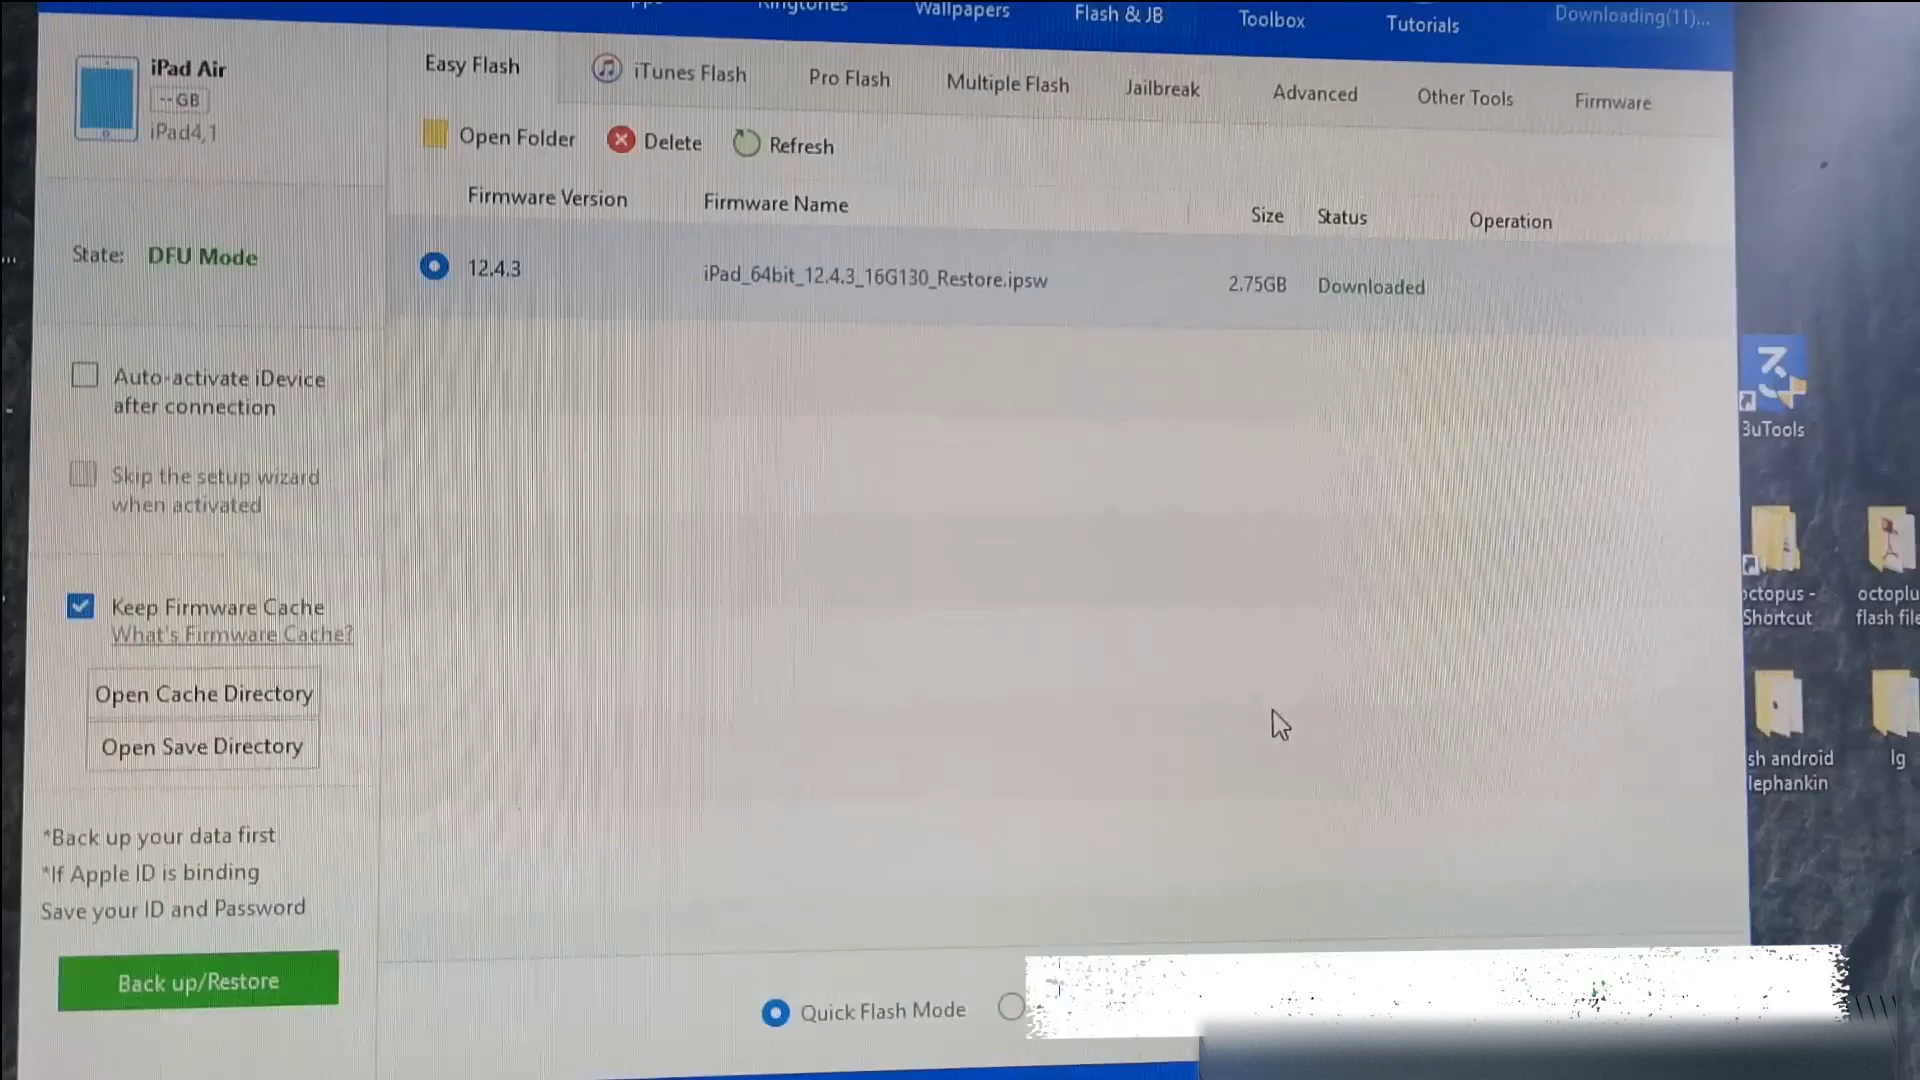 Ringtones
Wallpapers
Flash & JB
Toolbox
Tutorials
Downloading(11)...
iPad Air
--GB
iPad4,1
Easy Flash
iTunes Flash
Pro Flash
Multiple Flash
Jailbreak
Advanced
Other Tools
Firmware
Open Folder
Delete
Refresh
Firmware Version
Firmware Name
Size
Status
Operation
State: DFU Mode
12.4.3
iPad_64bit_12.4.3_16G130_Restore.ipsw
2.75GB
Downloaded
Auto-activate iDevice
after connection
Skip the setup wizard
when activated
Keep Firmware Cache
What's Firmware Cache?
Open Cache Directory
Open Save Directory
*Back up your data first
*If Apple ID is binding
Save your ID and Password
Back up/Restore
Quick Flash Mode
3uTools
octopus -
Shortcut
octoplu
flash file
sh android
lephankin
lg